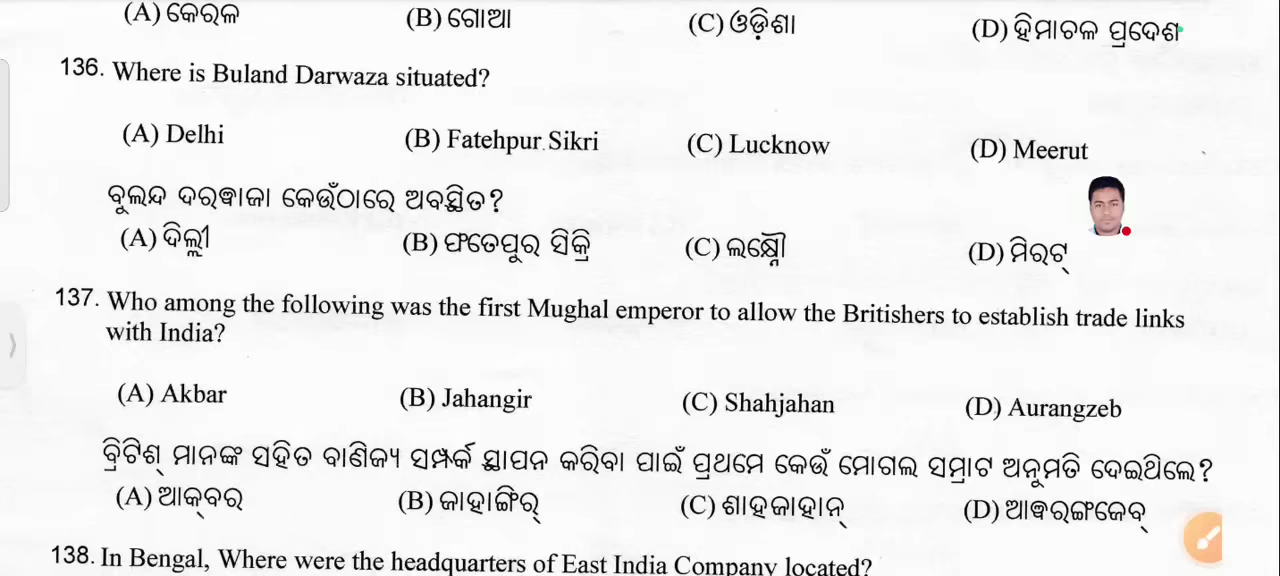 (A) କେରଳ (B) ଗୋଆ (C) ଓଡ଼ିଶା (D) ହିମାଚଳ ପ୍ରଦେଶ
136. Where is Buland Darwaza situated?
(A) Delhi (B) Fatehpur Sikri (C) Lucknow (D) Meerut
ବୁଲନ୍ଦ ଦରୱାଜା କେଉଁଠାରେ ଅବସ୍ଥିତ?
(A) ଦିଲ୍ଲୀ (B) ଫତେପୁର ସିକ୍ରି (C) ଲକ୍ଷ୍ନୌ (D) ମିରଟ୍
137. Who among the following was the first Mughal emperor to allow the Britishers to establish trade links
with India?
(A) Akbar (B) Jahangir (C) Shahjahan (D) Aurangzeb
ବ୍ରିଟିଶ୍ ମାନଙ୍କ ସହିତ ବାଣିଜ୍ୟ ସମ୍ପର୍କ ସ୍ଥାପନ କରିବା ପାଇଁ ପ୍ରଥମେ କେଉଁ ମୋଗଲ ସମ୍ରାଟ ଅନୁମତି ଦେଇଥିଲେ?
(A) ଆକ୍‌ବର (B) ଜାହାଙ୍ଗିର୍ (C) ଶାହଜାହାନ୍ (D) ଆୱରଙ୍ଗଜେବ୍
138. In Bengal, Where were the headquarters of East India Company located?